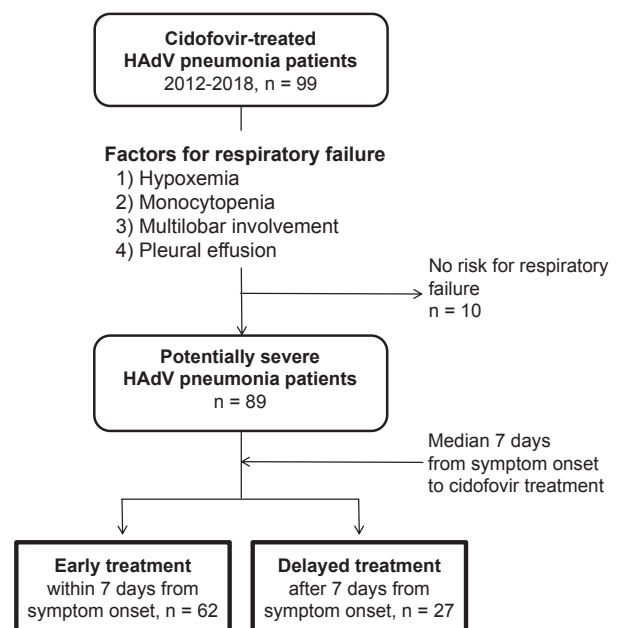 Cidofovir-treated
HAdV pneumonia patients
2012-2018, n = 99
Factors for respiratory failure
1) Hypoxemia
2) Monocytopenia
3) Multilobar involvement
4) Pleural effusion
No risk for respiratory
failure
n = 10
Potentially severe
HAdV pneumonia patients
n = 89
Median 7 days
from symptom onset
to cidofovir treatment
Early treatment
within 7 days from
symptom onset, n = 62
Delayed treatment
after 7 days from
symptom onset, n = 27